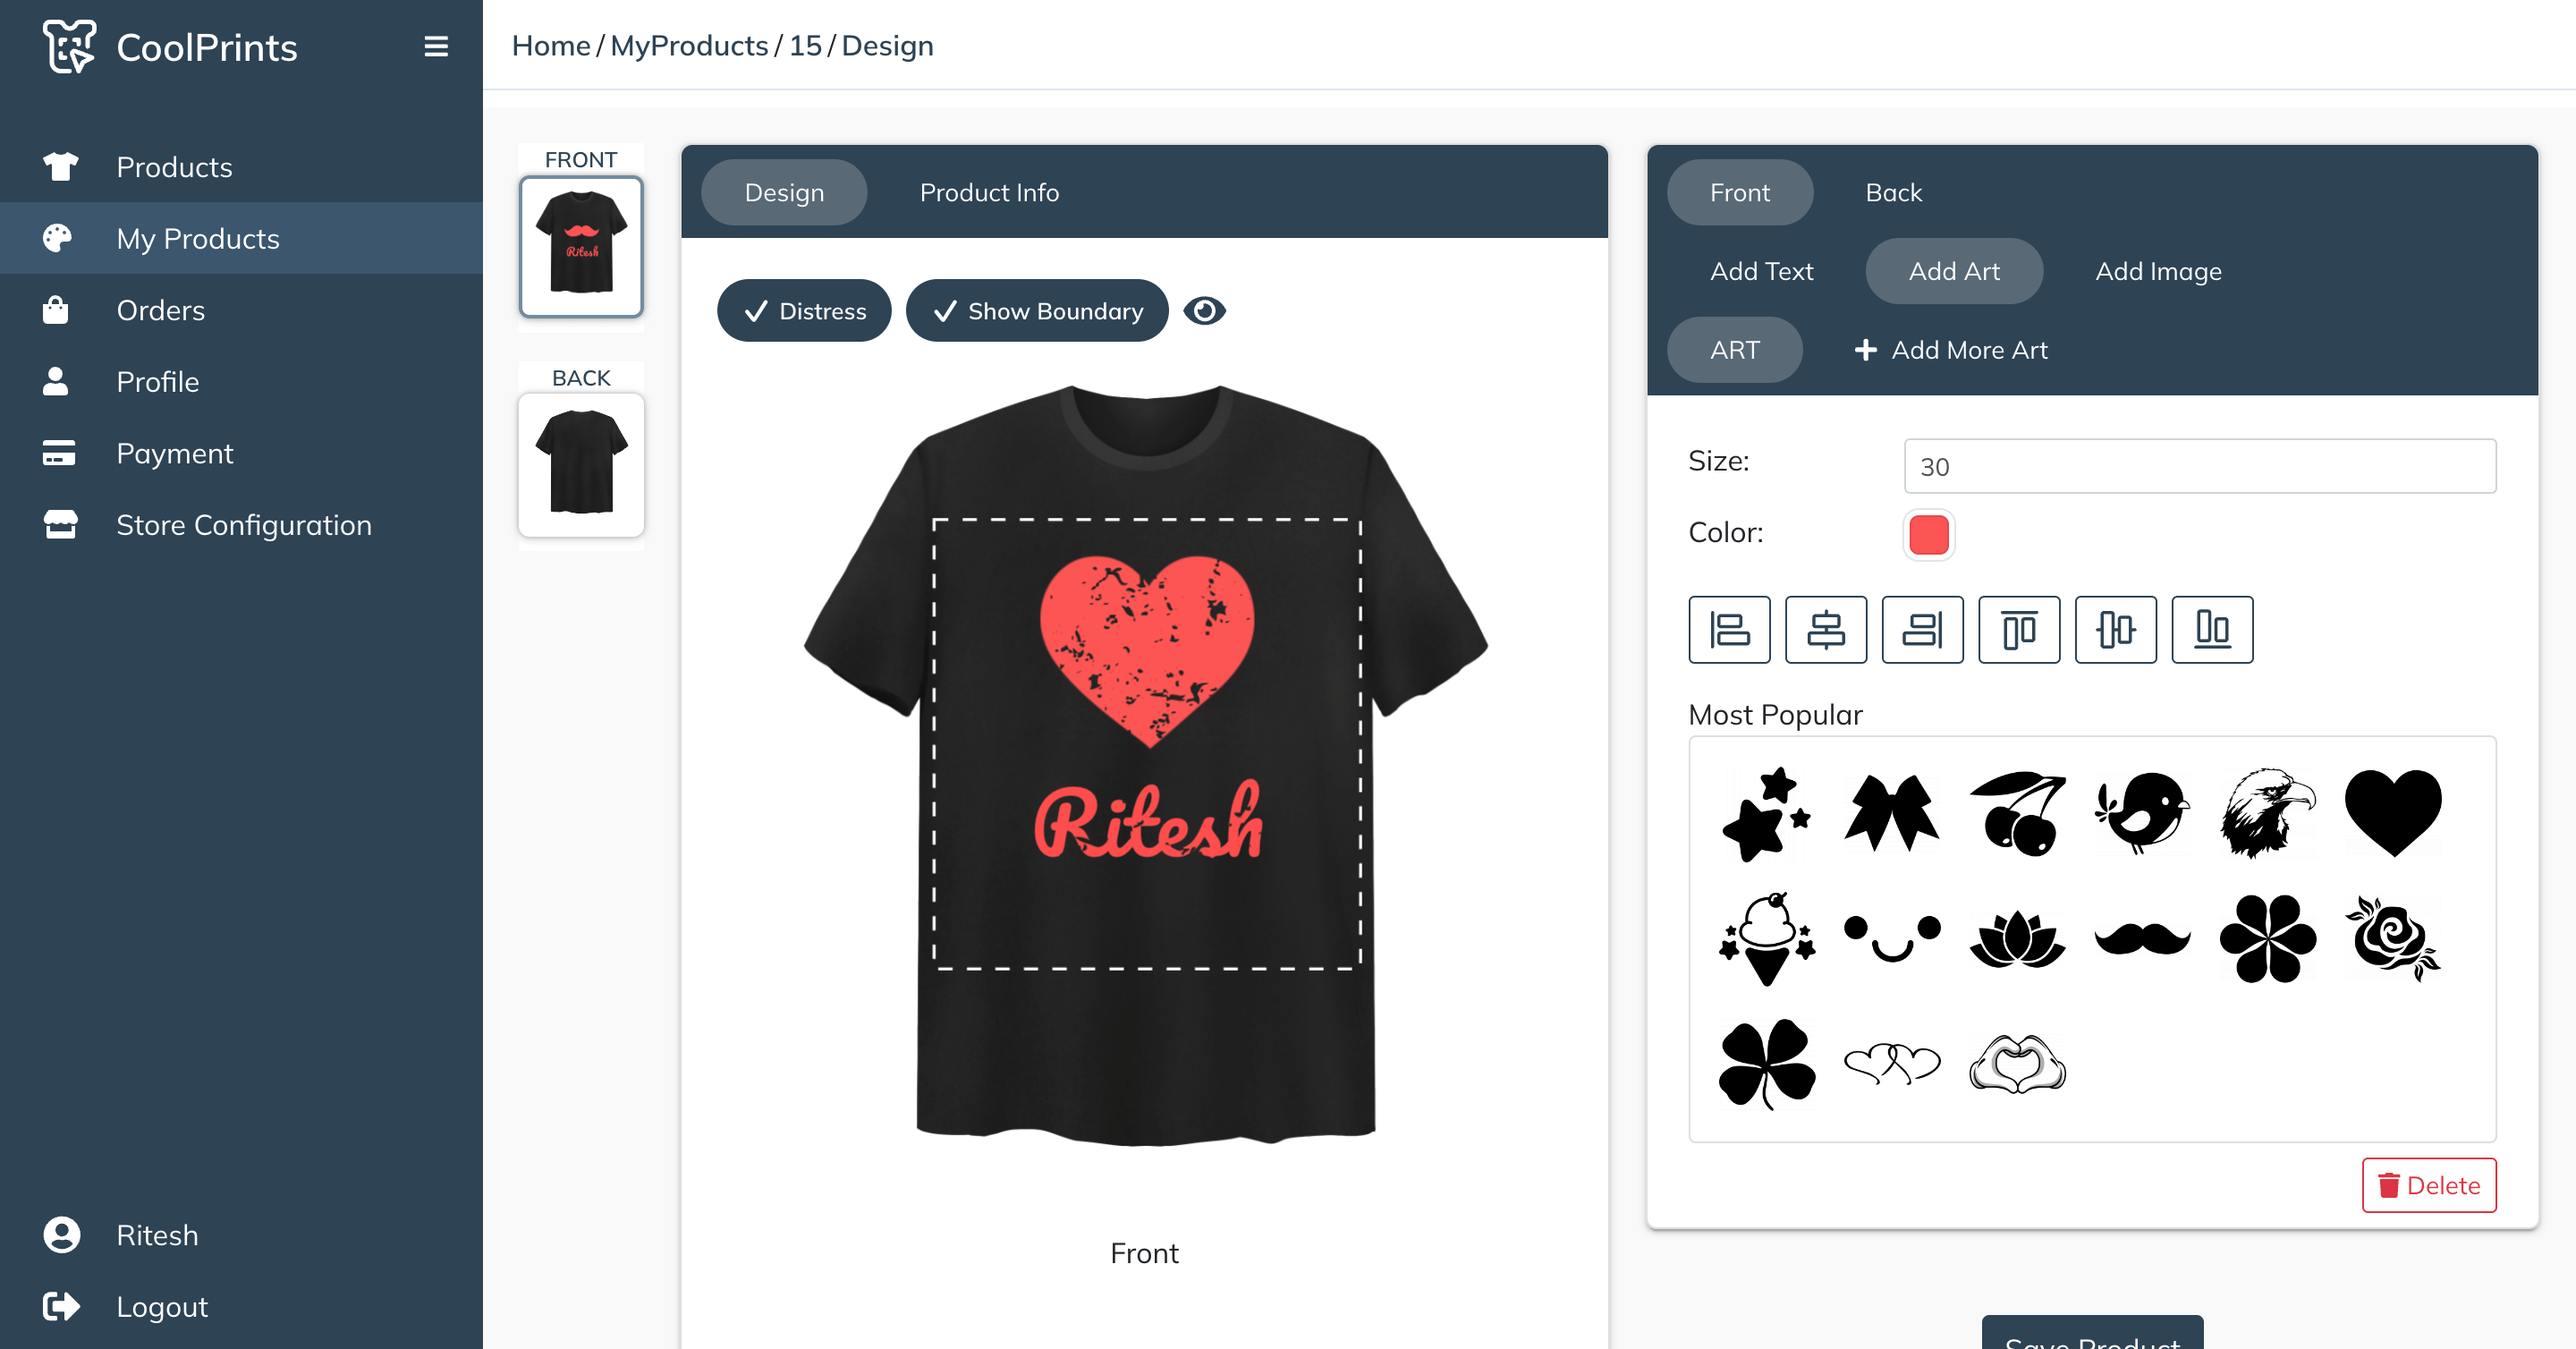 CoolPrints
Home / MyProducts / 15 / Design
Products
My Products
Orders
Profile
Payment
Store Configuration
Ritesh
Logout
FRONT
Ritesh
BACK
Design Product Info
Distress Show Boundary
Ritesh
Front
Front Back
Add Text Add Art Add Image
ART Add More Art
Size: 30
Color:
Most Popular
Delete
Save Product